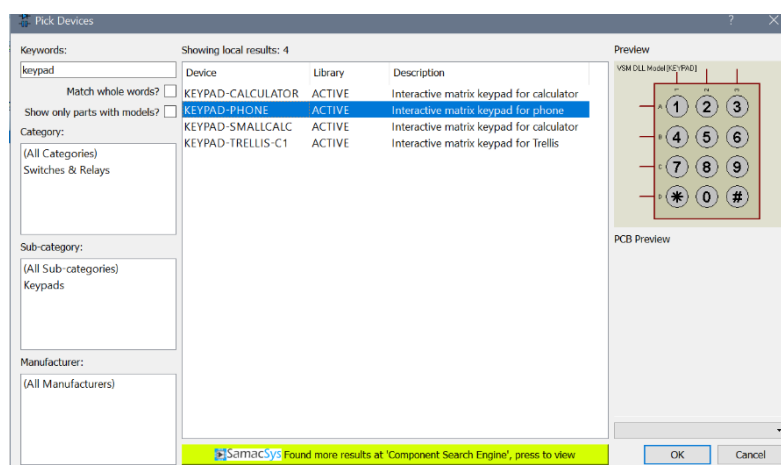 Pick Devices
? X
Keywords:
keypad
Match whole words?
Show only parts with models?
Category:
(All Categories)
Switches & Relays
Sub-category:
(All Sub-categories)
Keypads
Manufacturer:
(All Manufacturers)
Showing local results: 4
Device Library Description
KEYPAD-CALCULATOR ACTIVE Interactive matrix keypad for calculator
KEYPAD-PHONE ACTIVE Interactive matrix keypad for phone
KEYPAD-SMALLCALC ACTIVE Interactive matrix keypad for calculator
KEYPAD-TRELLIS-C1 ACTIVE Interactive matrix keypad for Trellis
SamacSys Found more results at 'Component Search Engine', press to view
Preview
VSM DLL Model [KEYPAD]
1 2 3
A 1 2 3
B 4 5 6
C 7 8 9
D * 0 #
PCB Preview
OK Cancel